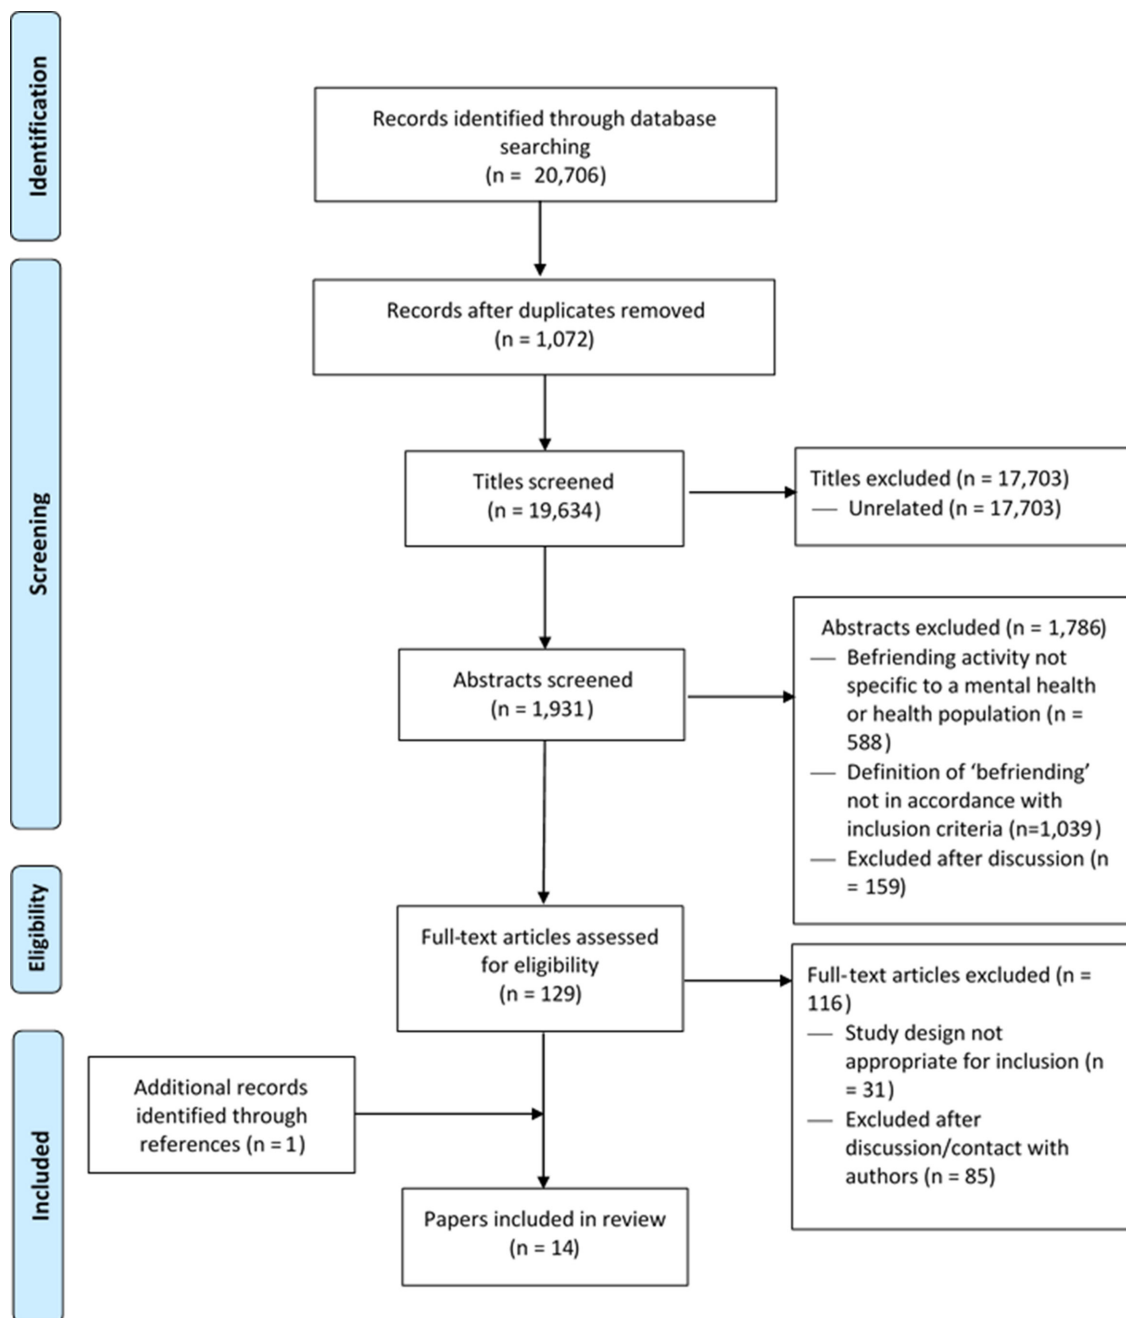 Identification
Records identified through database
searching
(n = 20,706)
Records after duplicates removed
(n = 1,072)
Screening
Titles screened
(n = 19,634)
Titles excluded (n = 17,703)
— Unrelated (n = 17,703)
Abstracts screened
(n = 1,931)
Abstracts excluded (n = 1,786)
— Befriending activity not
specific to a mental health
or health population (n =
588)
— Definition of ‘befriending’
not in accordance with
inclusion criteria (n=1,039)
— Excluded after discussion (n
= 159)
Eligibility
Full-text articles assessed
for eligibility
(n = 129)
Full-text articles excluded (n =
116)
— Study design not
appropriate for inclusion (n
= 31)
— Excluded after
discussion/contact with
authors (n = 85)
Included
Additional records
identified through
references (n = 1)
Papers included in review
(n = 14)